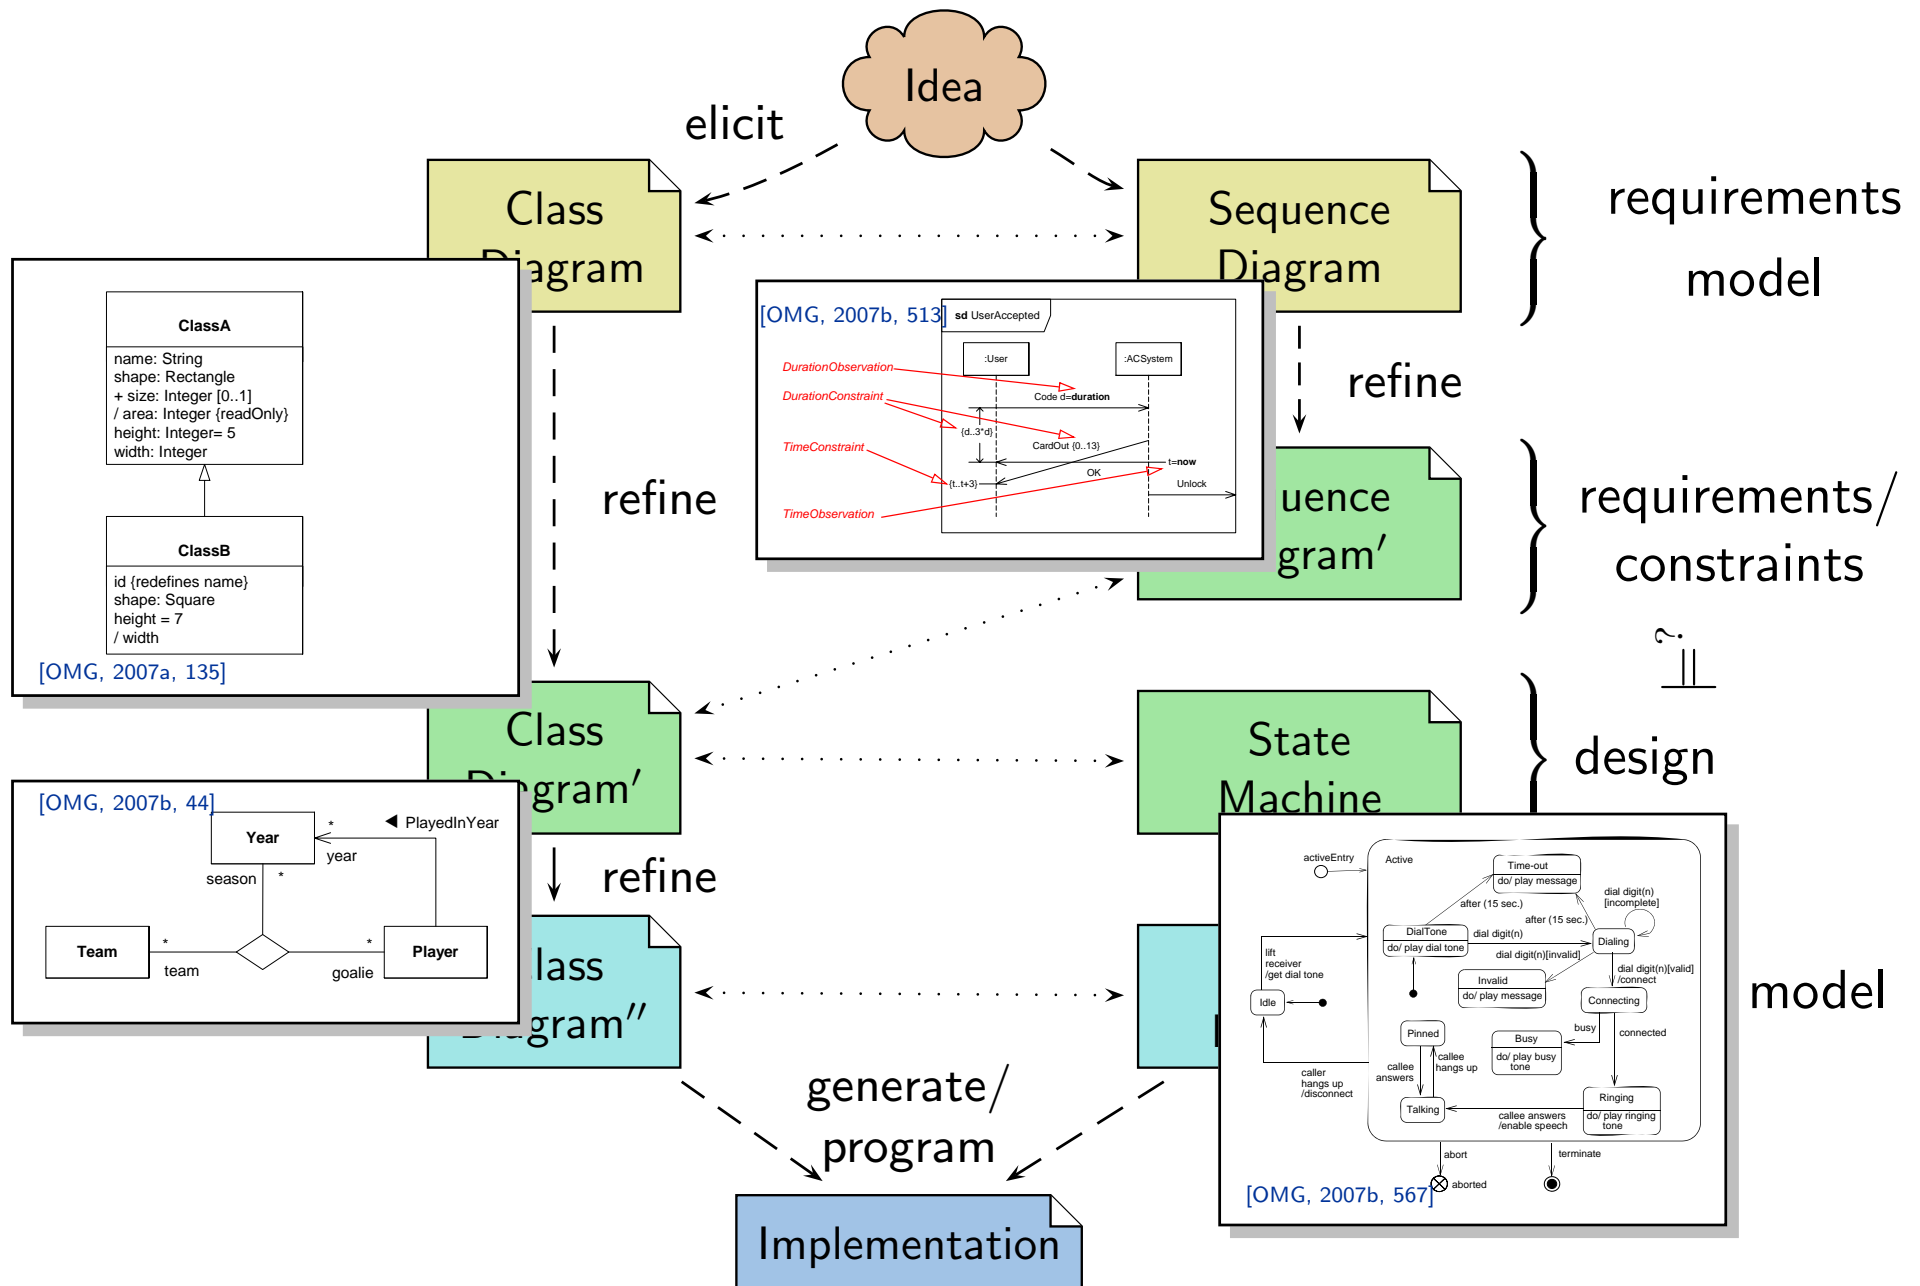 Idea
elicit
Class
Diagram
Sequence
Diagram
requirements
model
ClassA
name: String
shape: Rectangle
+ size: Integer [0..1]
/ area: Integer {readOnly}
height: Integer= 5
width: Integer
ClassB
id {redefines name}
shape: Square
height = 7
/ width
[OMG, 2007a, 135]
refine
[OMG, 2007b, 513]
sd UserAccepted
:User
:ACSystem
DurationObservation
Code d=duration
DurationConstraint
{d..3*d}
CardOut {0..13}
TimeConstraint
t=now
OK
{t..t+3}
Unlock
TimeObservation
refine
uence
gram′
requirements/
constraints
?
Class
Diagram′
State
Machine
design
[OMG, 2007b, 44]
Year
*
PlayedInYear
year
season
*
Team
*
team
*
goalie
Player
refine
lass
Diagram′′
activeEntry
Active
Time-out
do/ play message
dial digit(n)
[incomplete]
after (15 sec.)
after (15 sec.)
DialTone
do/ play dial tone
dial digit(n)
Dialing
dial digit(n)[invalid]
lift
receiver
/get dial tone
Invalid
do/ play message
dial digit(n)[valid]
/connect
Idle
Connecting
busy
connected
Pinned
Busy
do/ play busy
tone
callee
answers
callee
hangs up
caller
hangs up
/disconnect
Talking
callee answers
/enable speech
Ringing
do/ play ringing
tone
abort
terminate
aborted
[OMG, 2007b, 567]
model
generate/
program
Implementation